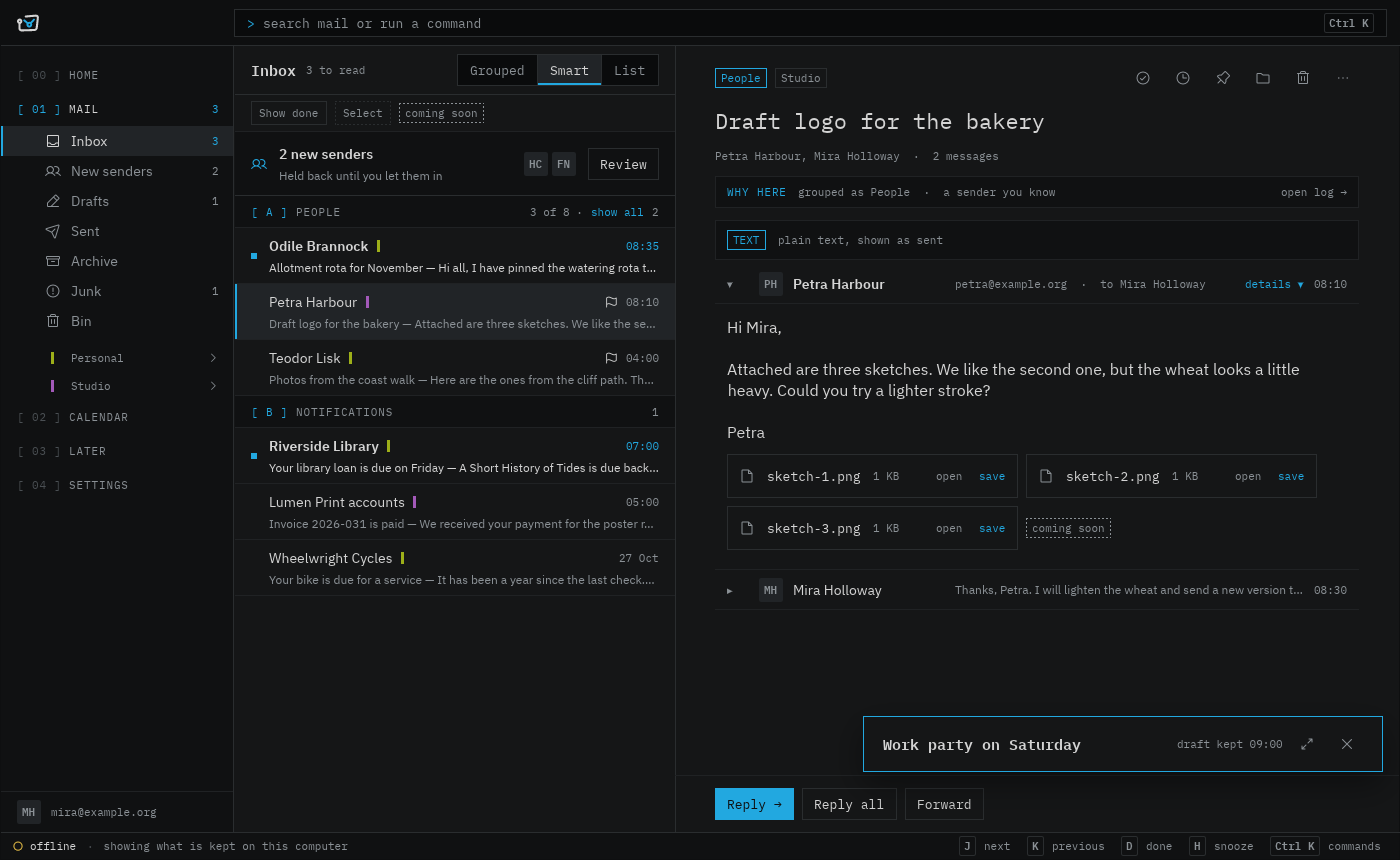 > search mail or run a command Ctrl K
[ 00 ] HOME
[ 01 ] MAIL 3
Inbox 3
New senders 2
Drafts 1
Sent
Archive
Junk 1
Bin
Personal
Studio
[ 02 ] CALENDAR
[ 03 ] LATER
[ 04 ] SETTINGS
MH mira@example.org
Inbox 3 to read Grouped Smart List
Show done Select coming soon
2 new senders
Held back until you let them in
HC FN Review
[ A ] PEOPLE 3 of 8 · show all 2
Odile Brannock 08:35
Allotment rota for November — Hi all, I have pinned the watering rota t...
Petra Harbour 08:10
Draft logo for the bakery — Attached are three sketches. We like the se...
Teodor Lisk 04:00
Photos from the coast walk — Here are the ones from the cliff path. Th...
[ B ] NOTIFICATIONS 1
Riverside Library 07:00
Your library loan is due on Friday — A Short History of Tides is due back...
Lumen Print accounts 05:00
Invoice 2026-031 is paid — We received your payment for the poster r...
Wheelwright Cycles 27 Oct
Your bike is due for a service — It has been a year since the last check....
People Studio
Draft logo for the bakery
Petra Harbour, Mira Holloway · 2 messages
WHY HERE grouped as People · a sender you know open log →
TEXT plain text, shown as sent
▾ PH Petra Harbour petra@example.org · to Mira Holloway details ▾ 08:10
Hi Mira,
Attached are three sketches. We like the second one, but the wheat looks a little
heavy. Could you try a lighter stroke?
Petra
sketch-1.png 1 KB open save
sketch-2.png 1 KB open save
sketch-3.png 1 KB open save
coming soon
▸ MH Mira Holloway Thanks, Petra. I will lighten the wheat and send a new version t... 08:30
Work party on Saturday draft kept 09:00
Reply → Reply all Forward
offline · showing what is kept on this computer
J next K previous D done H snooze Ctrl K commands